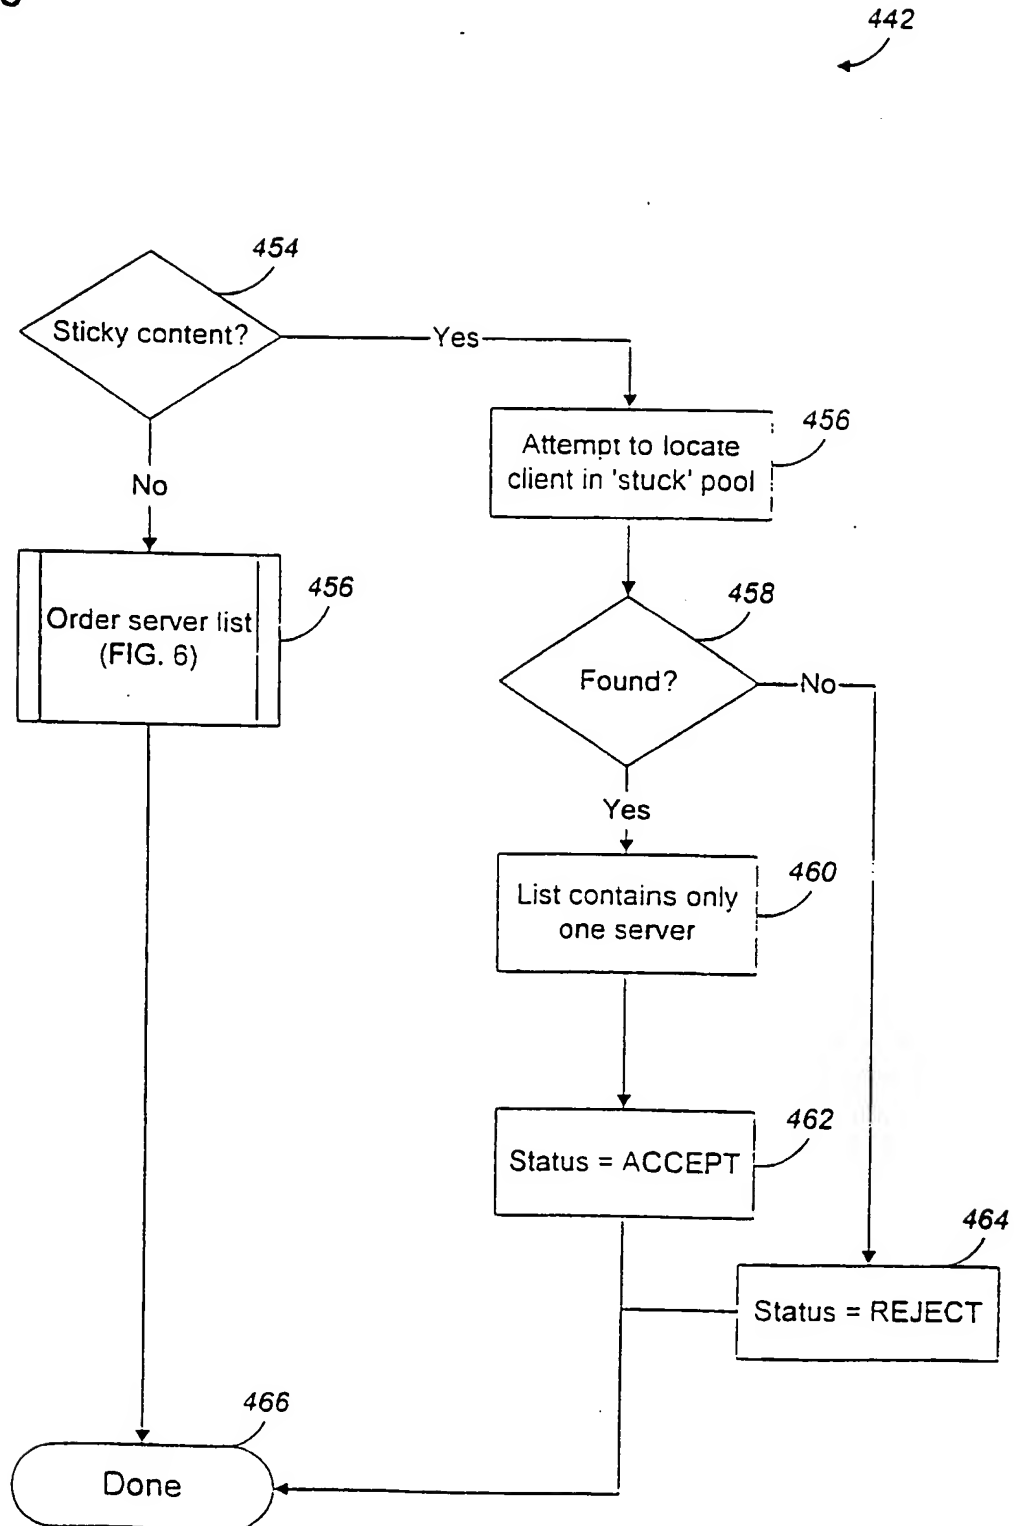 442
454
Sticky content?
Yes
456
Attempt to locate
client in 'stuck' pool
No
456
Order server list
(FIG. 6)
458
Found?
No
Yes
460
List contains only
one server
462
Status = ACCEPT
464
Status = REJECT
466
Done